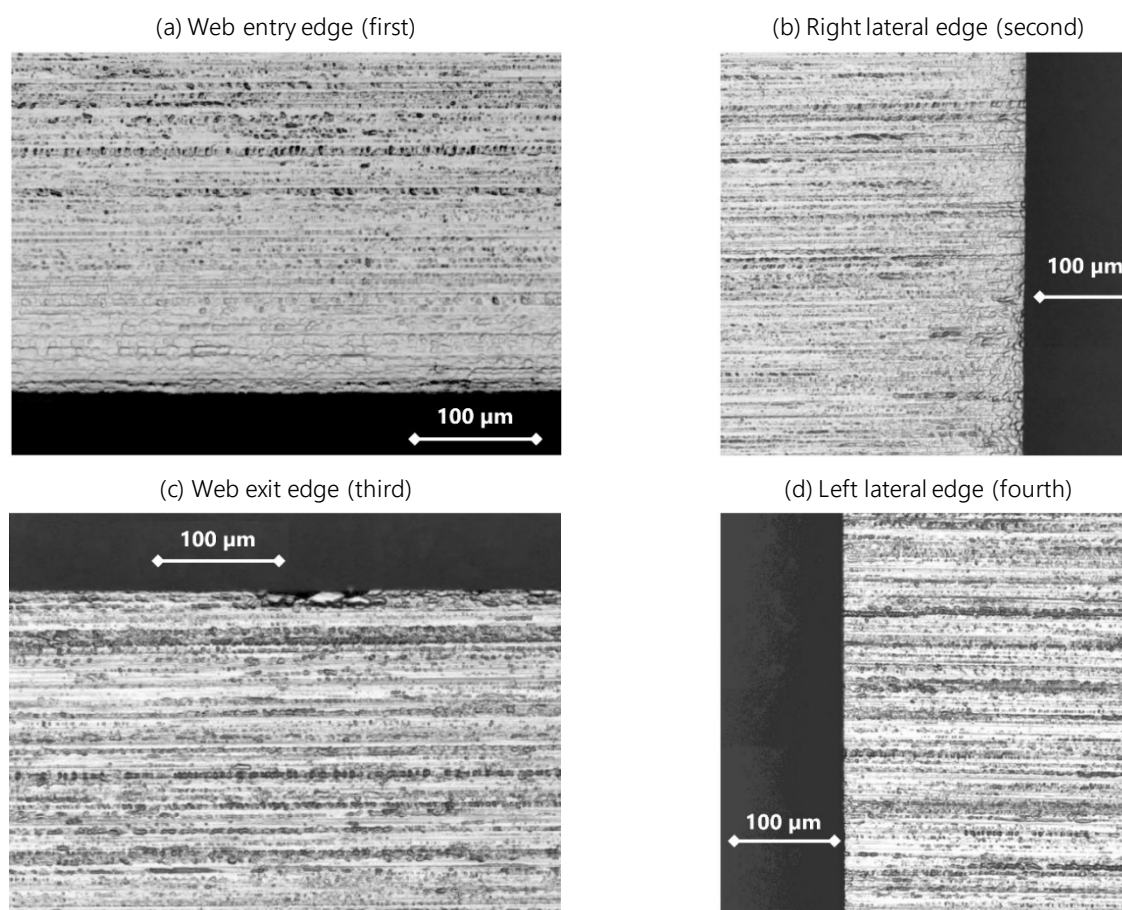 (a) Web entry edge (first)
(b) Right lateral edge (second)
100 µm
100 µm
(c) Web exit edge (third)
(d) Left lateral edge (fourth)
100 µm
100 µm